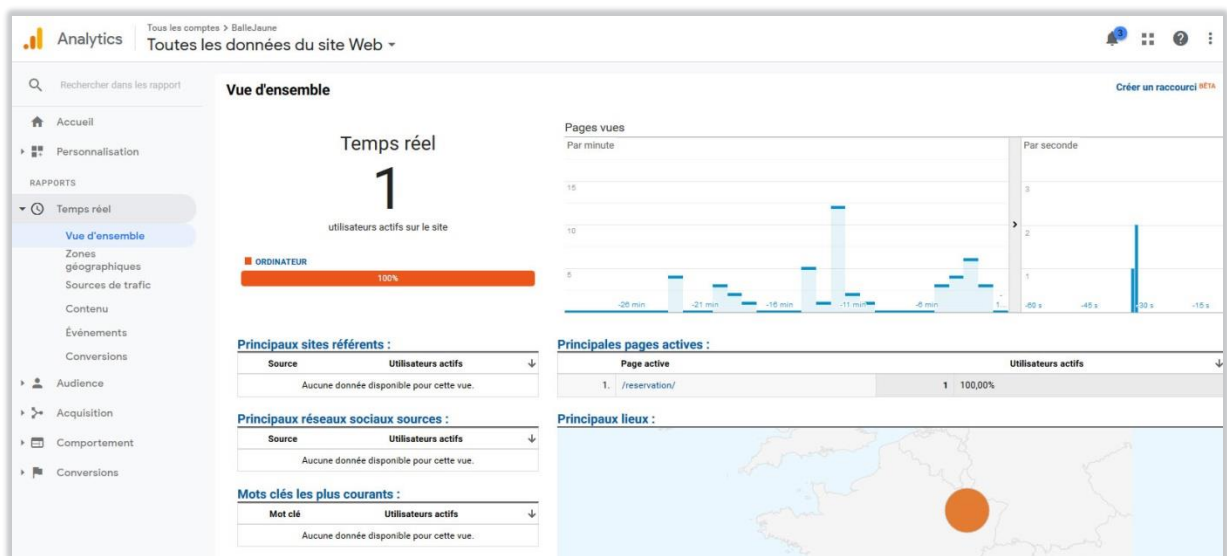 Analytics
Tous les comptes > BalleJaune
Toutes les données du site Web
3
Rechercher dans les rapport
Accueil
Personnalisation
RAPPORTS
Temps réel
Vue d'ensemble
Zones
géographiques
Sources de trafic
Contenu
Événements
Conversions
Audience
Acquisition
Comportement
Conversions
Vue d'ensemble
Créer un raccourci BÊTA
Temps réel
1
utilisateurs actifs sur le site
ORDINATEUR
100%
Pages vues
Par minute
15
10
5
-26 min
-21 min
-16 min
-11 min
-6 min
1...
Par seconde
3
2
1
-60 s
-45 s
-30 s
-15 s
Principaux sites référents :
Source Utilisateurs actifs
Aucune donnée disponible pour cette vue.
Principaux réseaux sociaux sources :
Source Utilisateurs actifs
Aucune donnée disponible pour cette vue.
Mots clés les plus courants :
Mot clé Utilisateurs actifs
Aucune donnée disponible pour cette vue.
Principales pages actives :
Page active Utilisateurs actifs
1. /reservation/ 1 100,00%
Principaux lieux :